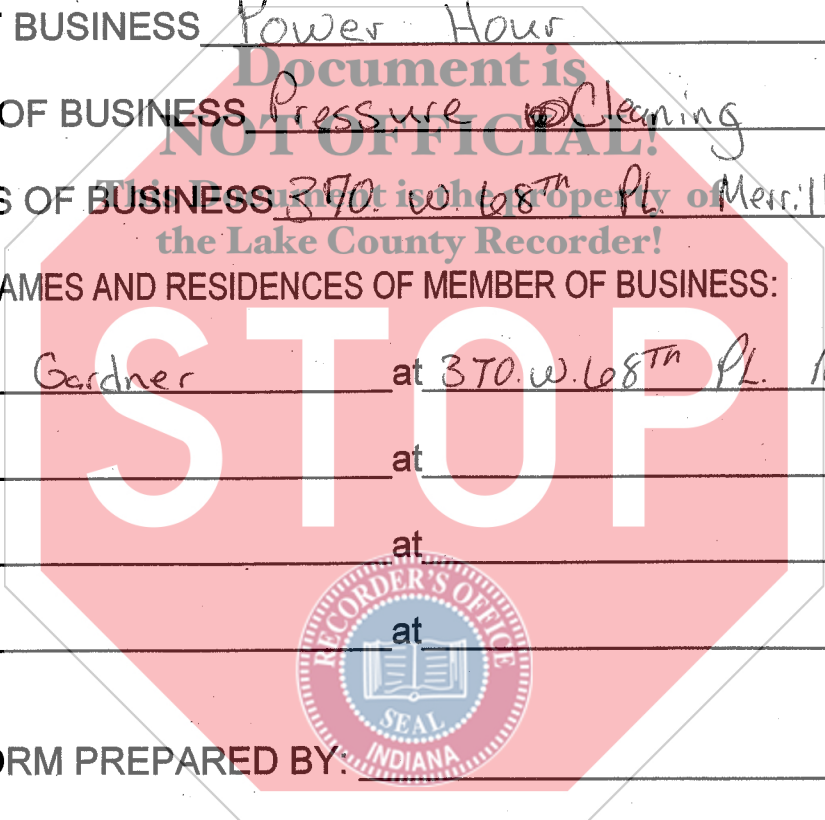 BUSINESS Power Hour
Document is
OF BUSINESS Pressure Cleaning
NOT OFFICIAL!
S OF BUSINESS 370. W. 68TH PL. Merrill
This Document is the property of
the Lake County Recorder!
AMES AND RESIDENCES OF MEMBER OF BUSINESS:
STOP
Gardner at 370. W. 68TH PL.
at
at
at
RECORDER'S OFFICE
SEAL
INDIANA
ORM PREPARED BY: